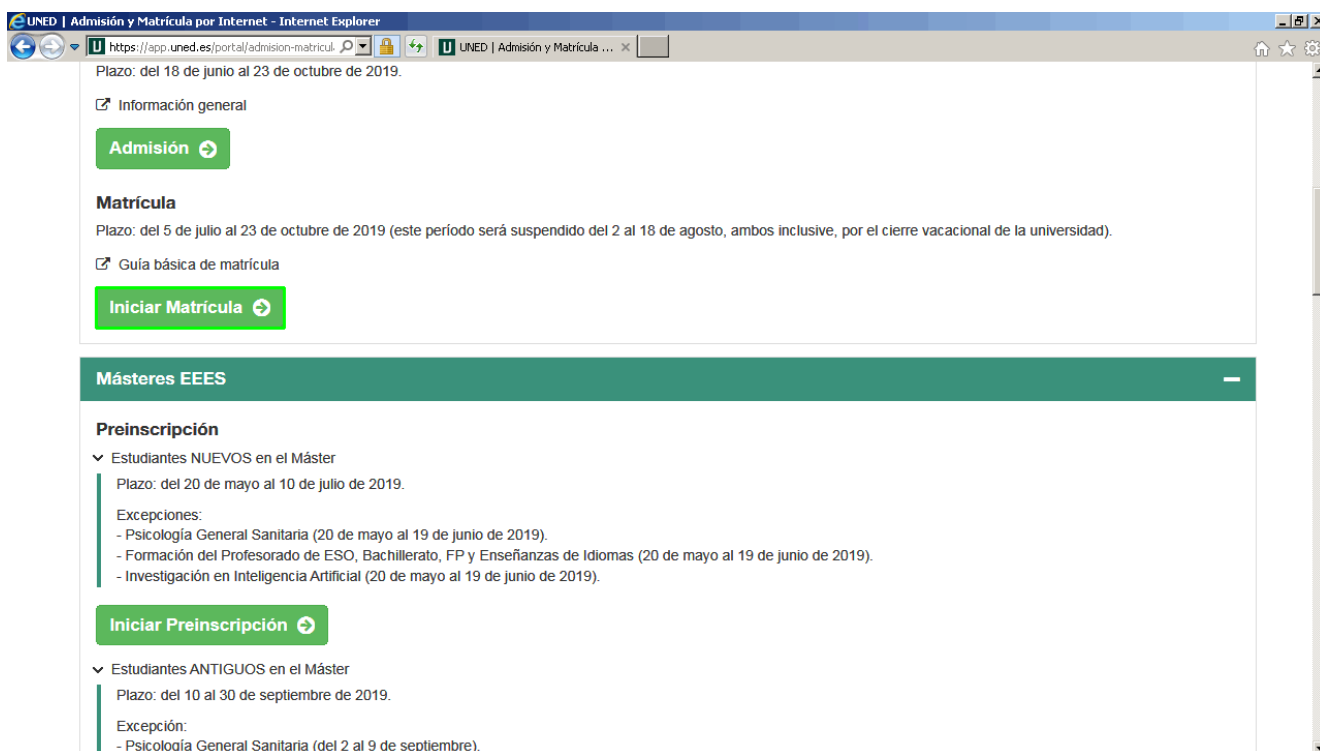 UNED | Admisión y Matrícula por Internet - Internet Explorer
https://app.uned.es/portal/admision-matricul
UNED | Admisión y Matrícula ...
Plazo: del 18 de junio al 23 de octubre de 2019.
Información general
Admisión
Matrícula
Plazo: del 5 de julio al 23 de octubre de 2019 (este período será suspendido del 2 al 18 de agosto, ambos inclusive, por el cierre vacacional de la universidad).
Guía básica de matrícula
Iniciar Matrícula
Másteres EEES
Preinscripción
Estudiantes NUEVOS en el Máster
Plazo: del 20 de mayo al 10 de julio de 2019.
Excepciones:
- Psicología General Sanitaria (20 de mayo al 19 de junio de 2019).
- Formación del Profesorado de ESO, Bachillerato, FP y Enseñanzas de Idiomas (20 de mayo al 19 de junio de 2019).
- Investigación en Inteligencia Artificial (20 de mayo al 19 de junio de 2019).
Iniciar Preinscripción
Estudiantes ANTIGUOS en el Máster
Plazo: del 10 al 30 de septiembre de 2019.
Excepción:
- Psicología General Sanitaria (del 2 al 9 de septiembre).